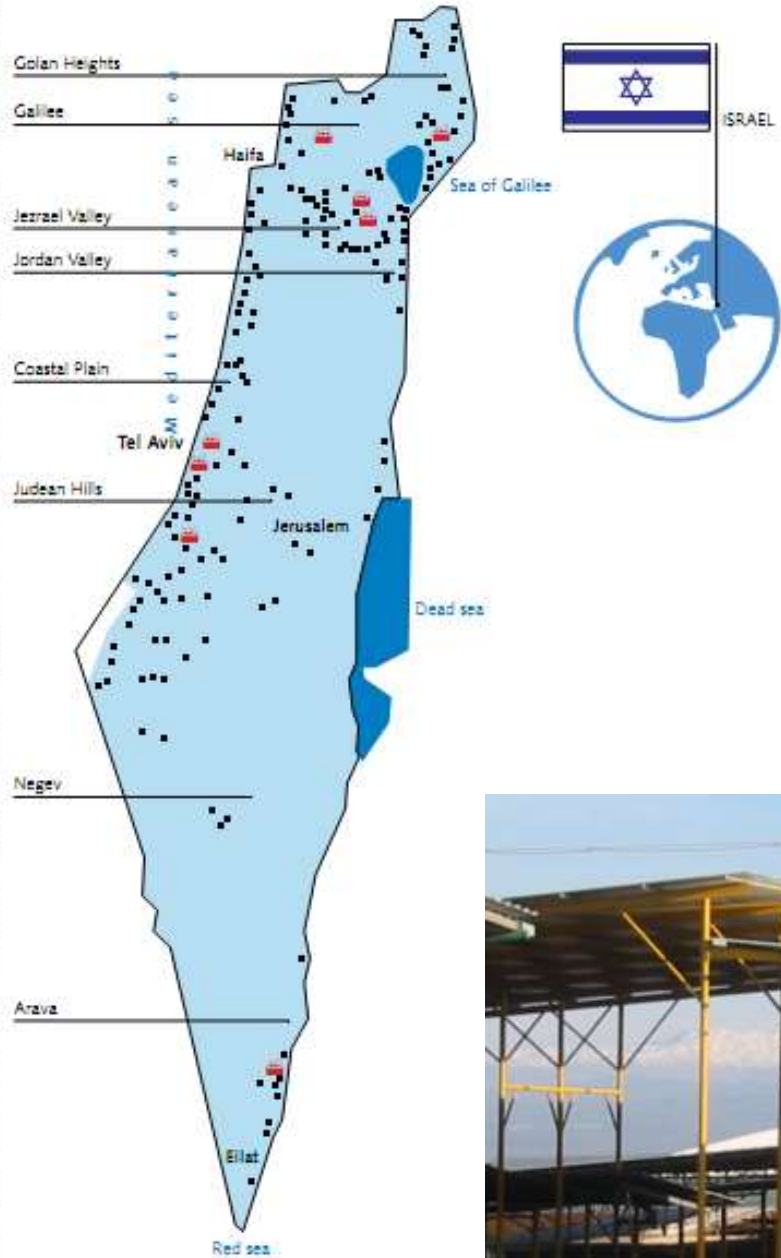 Golan Heights
Galilee
Haifa
Mediterranean sea
ISRAEL
Sea of Galilee
Jezrael Valley
Jordan Valley
Coastal Plain
Tel Aviv
Judean Hills
Jerusalem
Dead sea
Negev
Arava
Eilat
Red sea